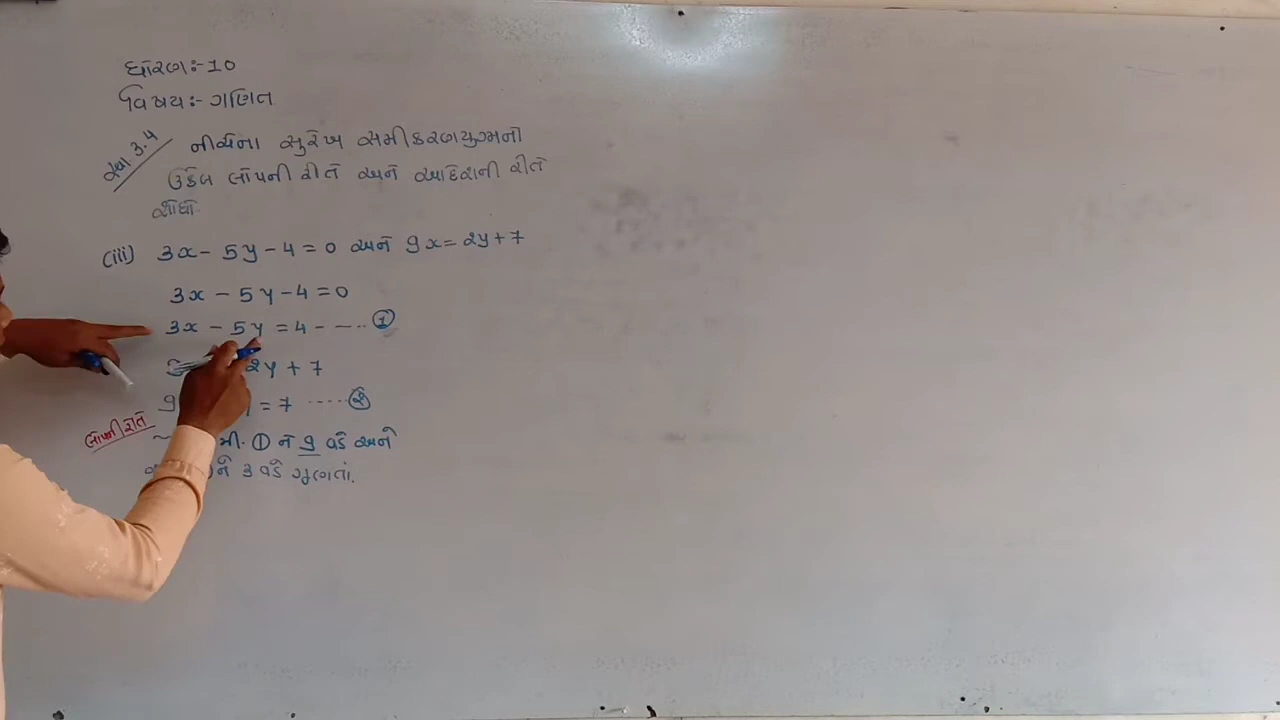 ધોરણ:-10
વિષય:- ગણિત
સ્વા 3.4 નીચેના સુરેખ સમીકરણયુગ્મનો
ઉકેલ લોપની રીતે અને આદેશની રીતે
શોધો.
(iii) 3x - 5y - 4 = 0 અને 9x = 2y + 7
3x - 5y - 4 = 0
3x - 5y = 4 - --.. ①
2y + 7
9 = 7 ..... ②
લોપની રીતે
મી. ① ને 9 વડે અને
ને 3 વડે ગુણતાં.